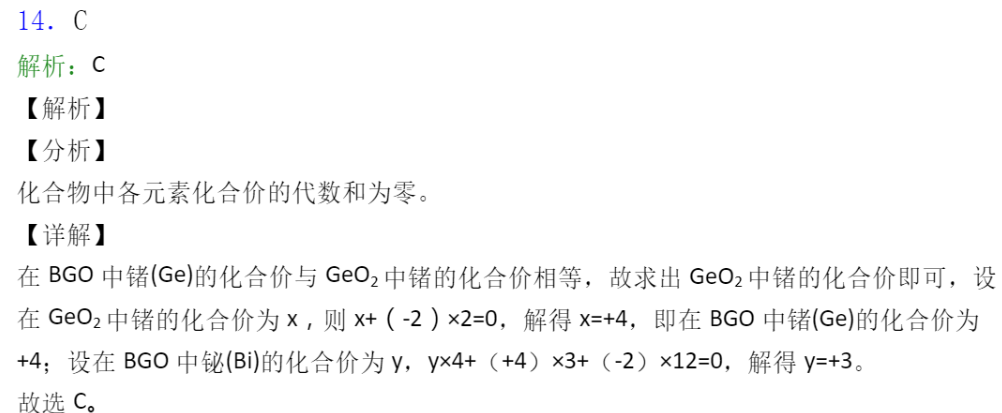 14. C
解析：C
【解析】
【分析】
化合物中各元素化合价的代数和为零。
【详解】
在 BGO 中锗(Ge)的化合价与 GeO₂ 中锗的化合价相等，故求出 GeO₂ 中锗的化合价即可，设
在 GeO₂ 中锗的化合价为 x，则 x+（-2）×2=0，解得 x=+4，即在 BGO 中锗(Ge)的化合价为
+4；设在 BGO 中铋(Bi)的化合价为 y，y×4+（+4）×3+（-2）×12=0，解得 y=+3。
故选 C。